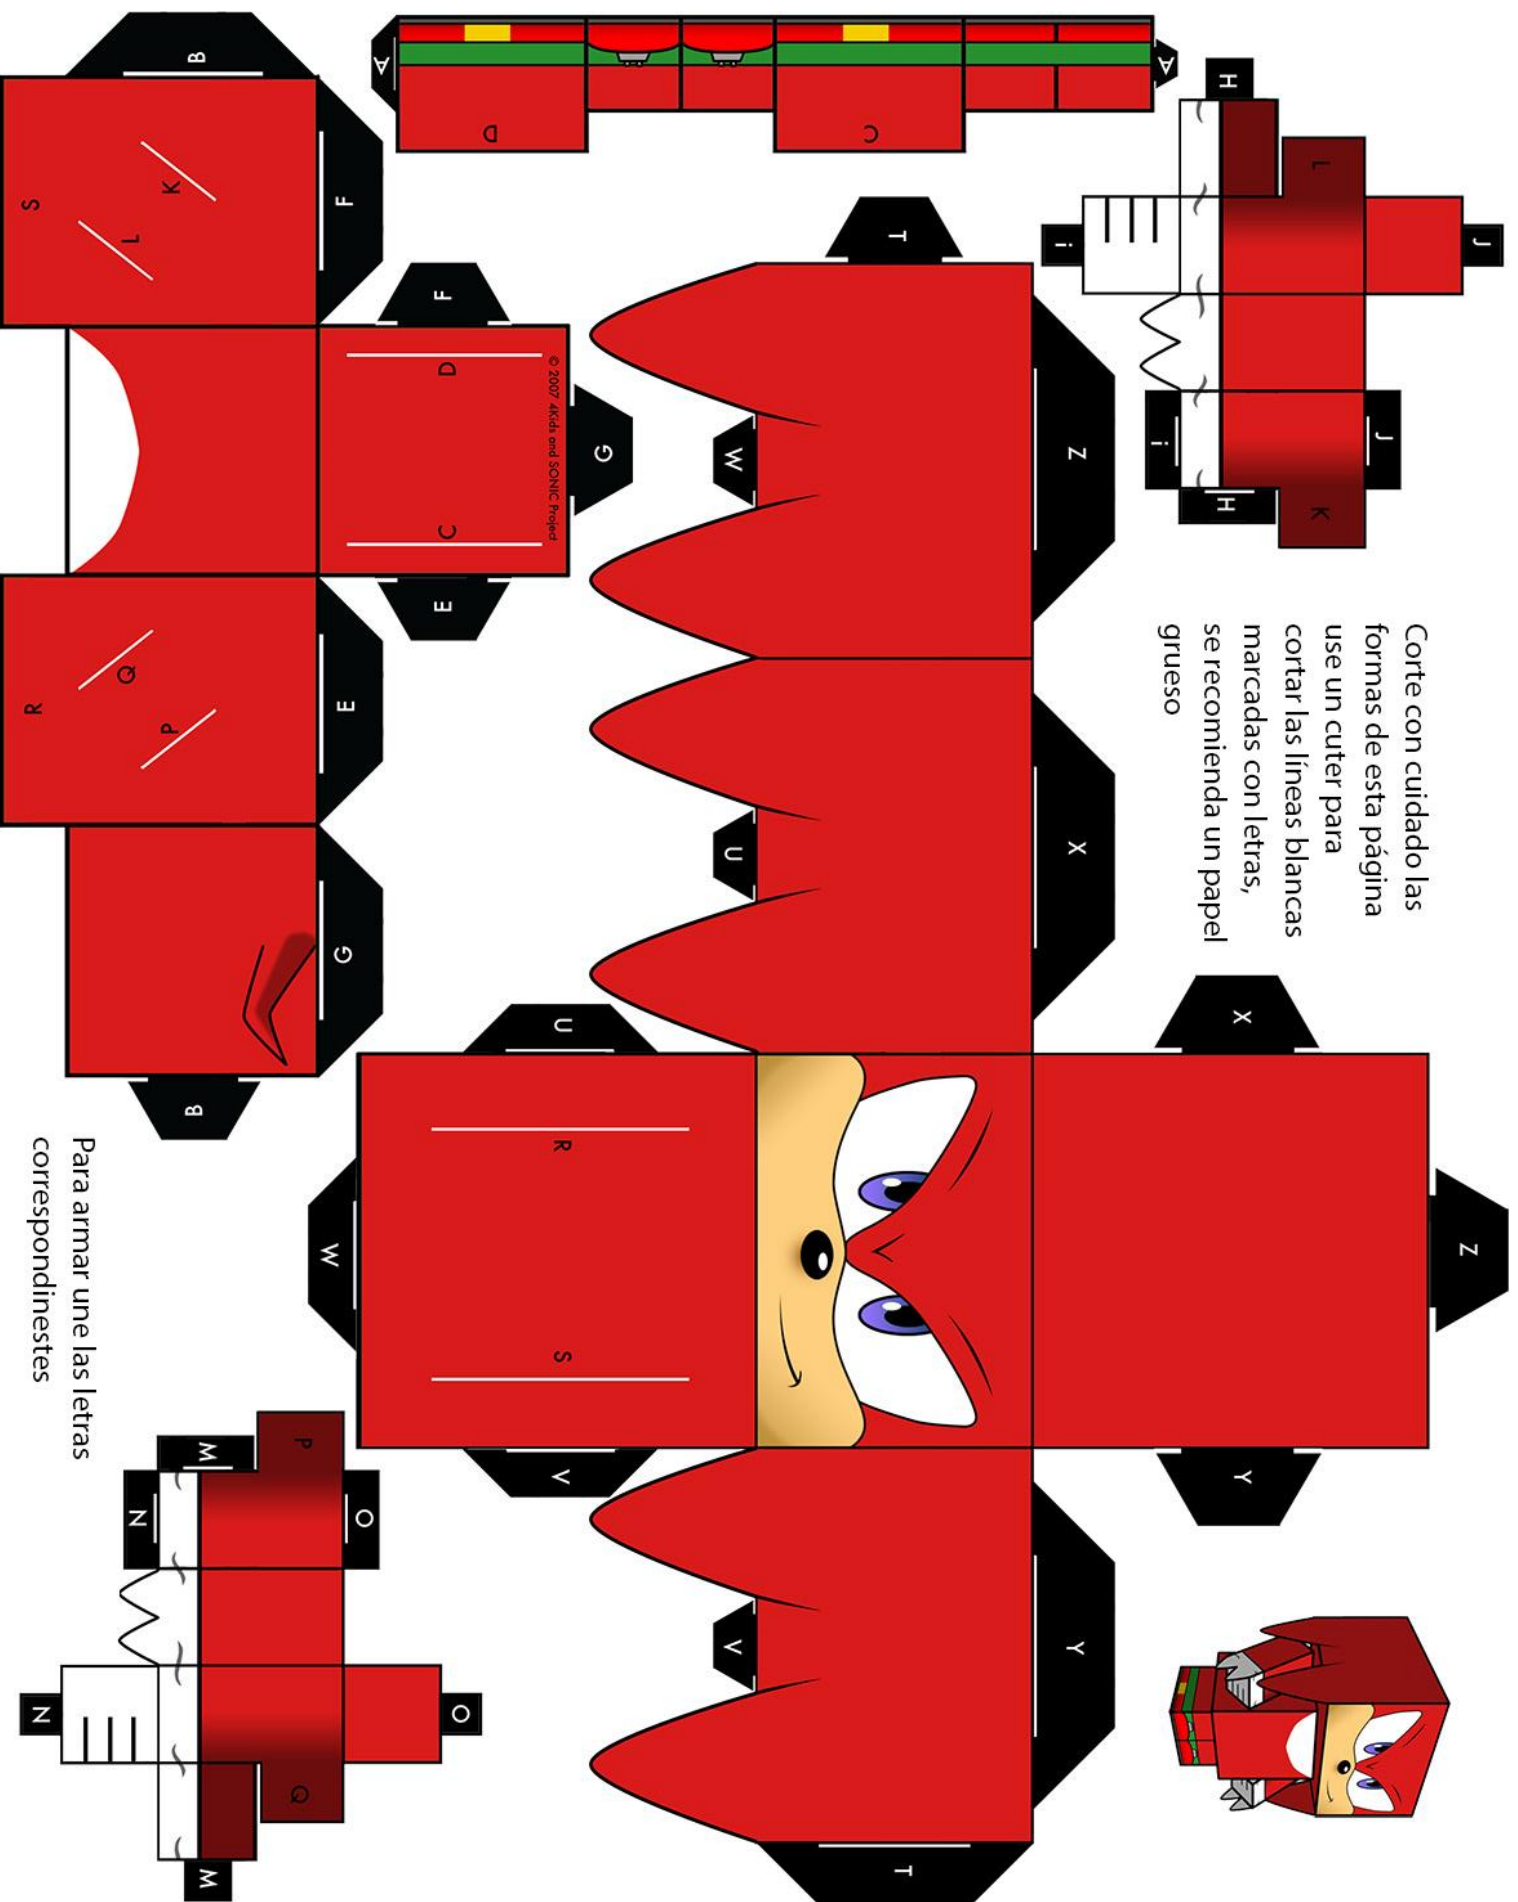 J
Z
J
Corte con cuidado las
formas de esta página
use un cuter para
cortar las líneas blancas
marcadas con letras,
se recomienda un papel
grueso
L
K
X
Y
H
H
A
i
i
Z
X
Y
T
T
C
W
U
V
G
U
R
S
V
© 2007 4Kids and SONIC Project
D
A
O
F
D
C
E
O
F
E
G
W
P
Q
M
M
B
B
K
P
N
L
Q
Para armar une las letras
correspondinestes
N
S
R